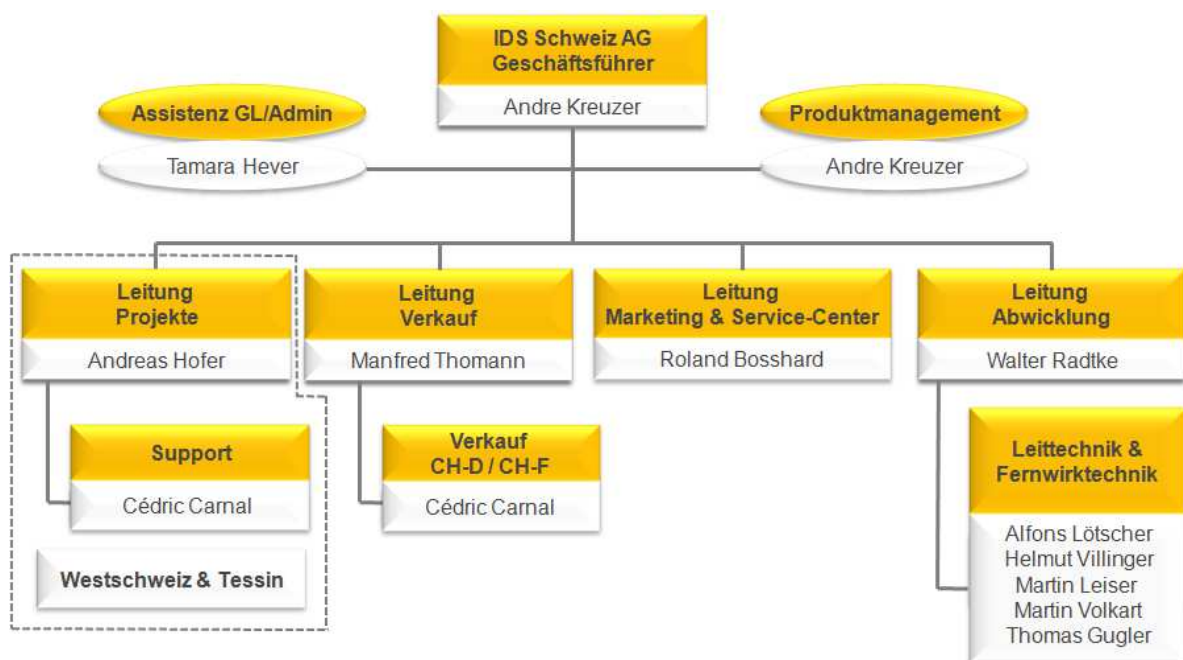 IDS Schweiz AG
Geschäftsführer
Andre Kreuzer
Assistenz GL/Admin
Tamara Hever
Produktmanagement
Andre Kreuzer
Leitung
Projekte
Andreas Hofer
Leitung
Verkauf
Manfred Thomann
Leitung
Marketing & Service-Center
Roland Bosshard
Leitung
Abwicklung
Walter Radtke
Support
Cédric Carnal
Westschweiz & Tessin
Verkauf
CH-D / CH-F
Cédric Carnal
Leittechnik &
Fernwirktechnik
Alfons Lötscher
Helmut Villinger
Martin Leiser
Martin Volkart
Thomas Gugler